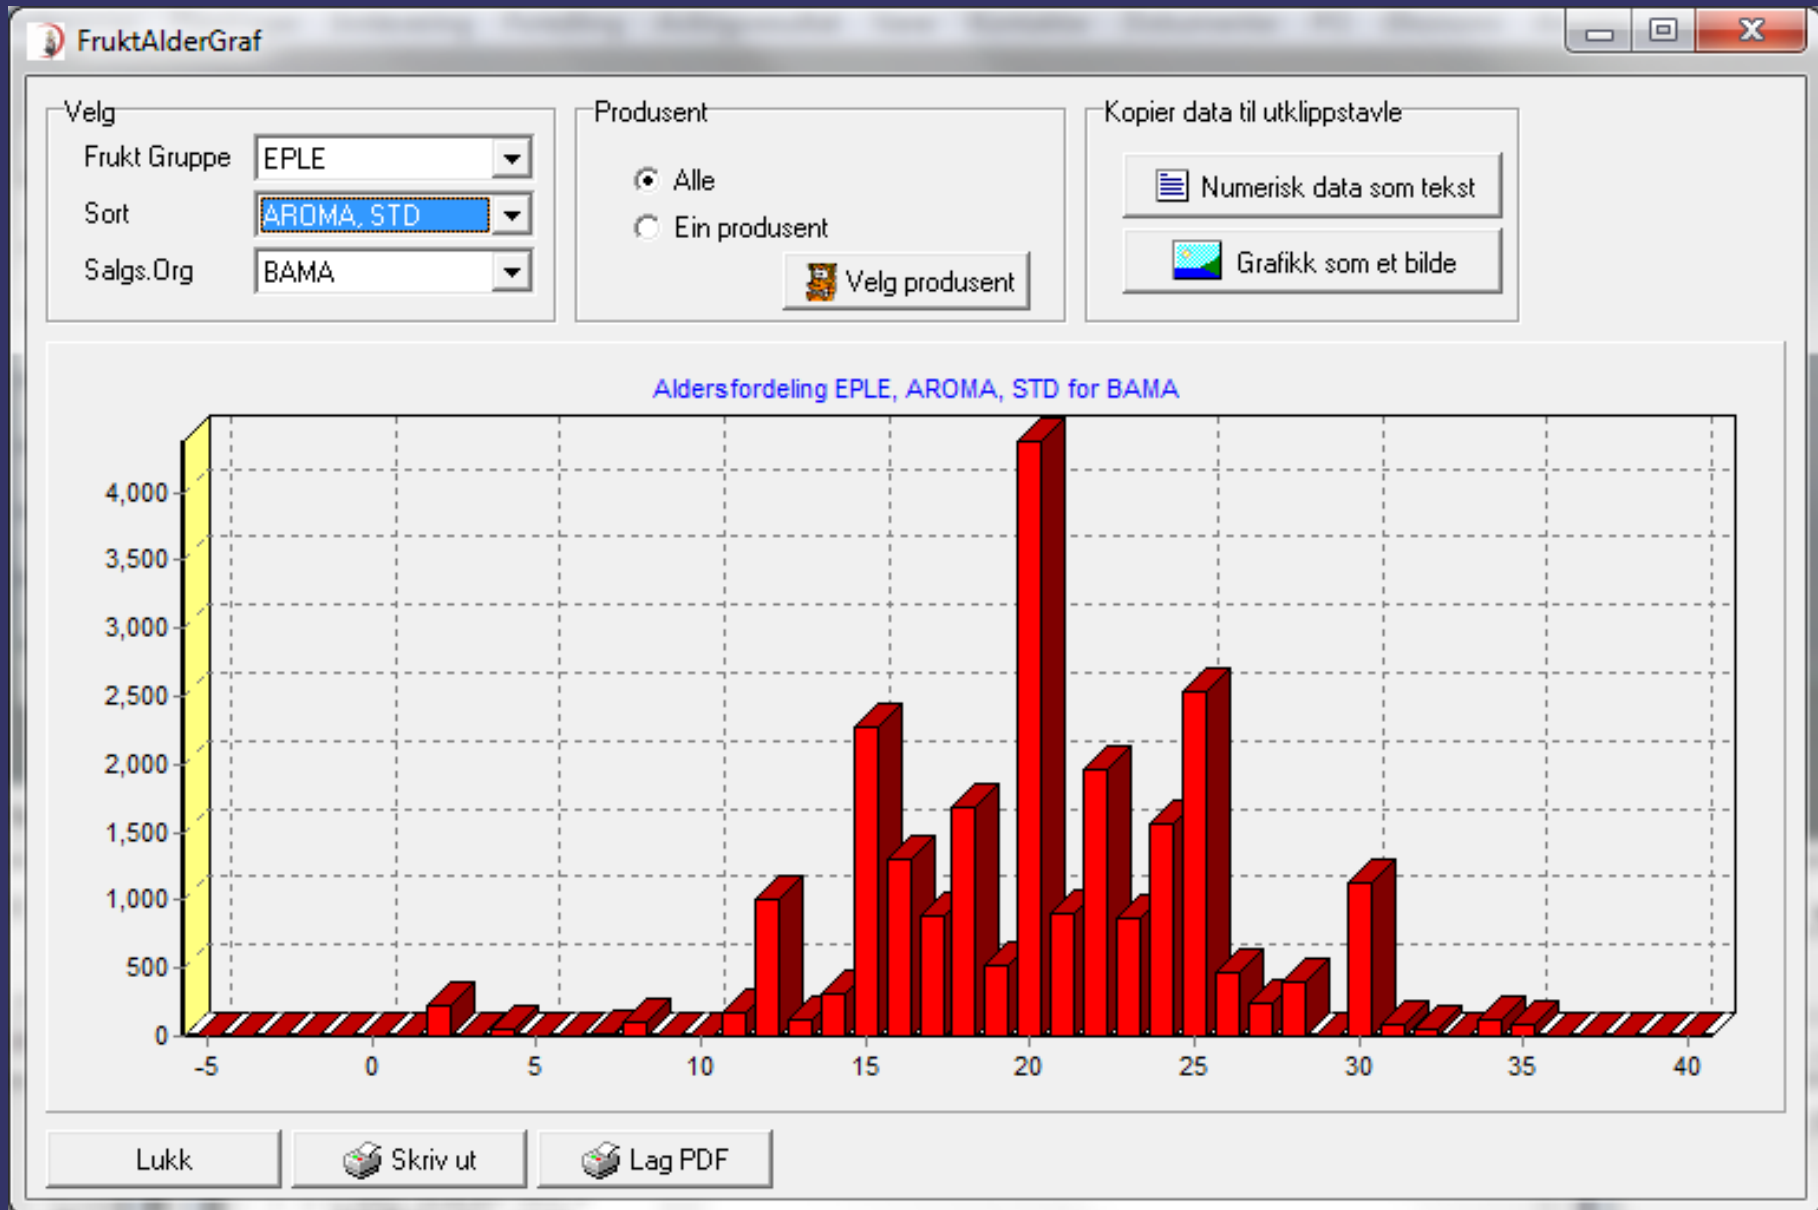 FruktAlderGraf
Velg
Frukt Gruppe EPLE
Sort AROMA, STD
Salgs.Org BAMA
Produsent
Alle
Ein produsent
Velg produsent
Kopier data til utklippstavle
Numerisk data som tekst
Grafikk som et bilde
Aldersfordeling EPLE, AROMA, STD for BAMA
4,000
3,500
3,000
2,500
2,000
1,500
1,000
500
0
-5 0 5 10 15 20 25 30 35 40
Lukk Skriv ut Lag PDF